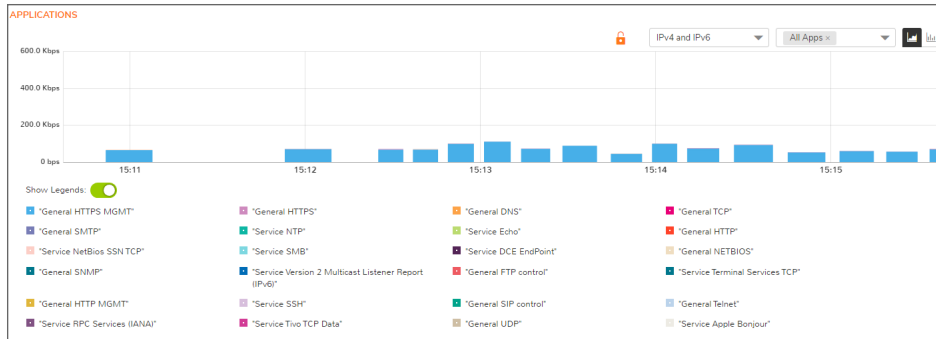 APPLICATIONS
IPv4 and IPv6
All Apps ×
600.0 Kbps
400.0 Kbps
200.0 Kbps
0 bps
15:11 15:12 15:13 15:14 15:15
Show Legends:
"General HTTPS MGMT" "General HTTPS" "General DNS" "General TCP"
"General SMTP" "Service NTP" "Service Echo" "General HTTP"
"Service NetBios SSN TCP" "Service SMB" "Service DCE EndPoint" "General NETBIOS"
"General SNMP" "Service Version 2 Multicast Listener Report
(IPv6)" "General FTP control" "Service Terminal Services TCP"
"General HTTP MGMT" "Service SSH" "General SIP control" "General Telnet"
"Service RPC Services (IANA)" "Service Tivo TCP Data" "General UDP" "Service Apple Bonjour"